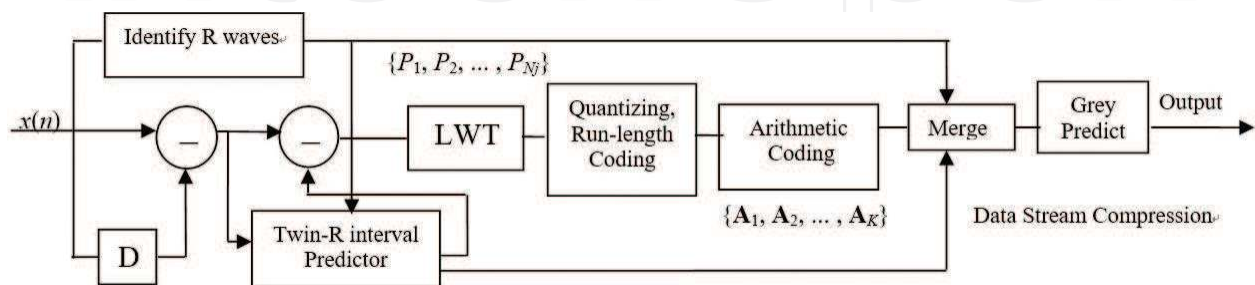 Identify R waves
{P1, P2, ... , PNj}
x(n)
−
−
LWT
Quantizing,
Run-length
Coding
Arithmetic
Coding
Merge
Grey
Predict
Output
{A1, A2, ... , AK}
Data Stream Compression
D
Twin-R interval
Predictor